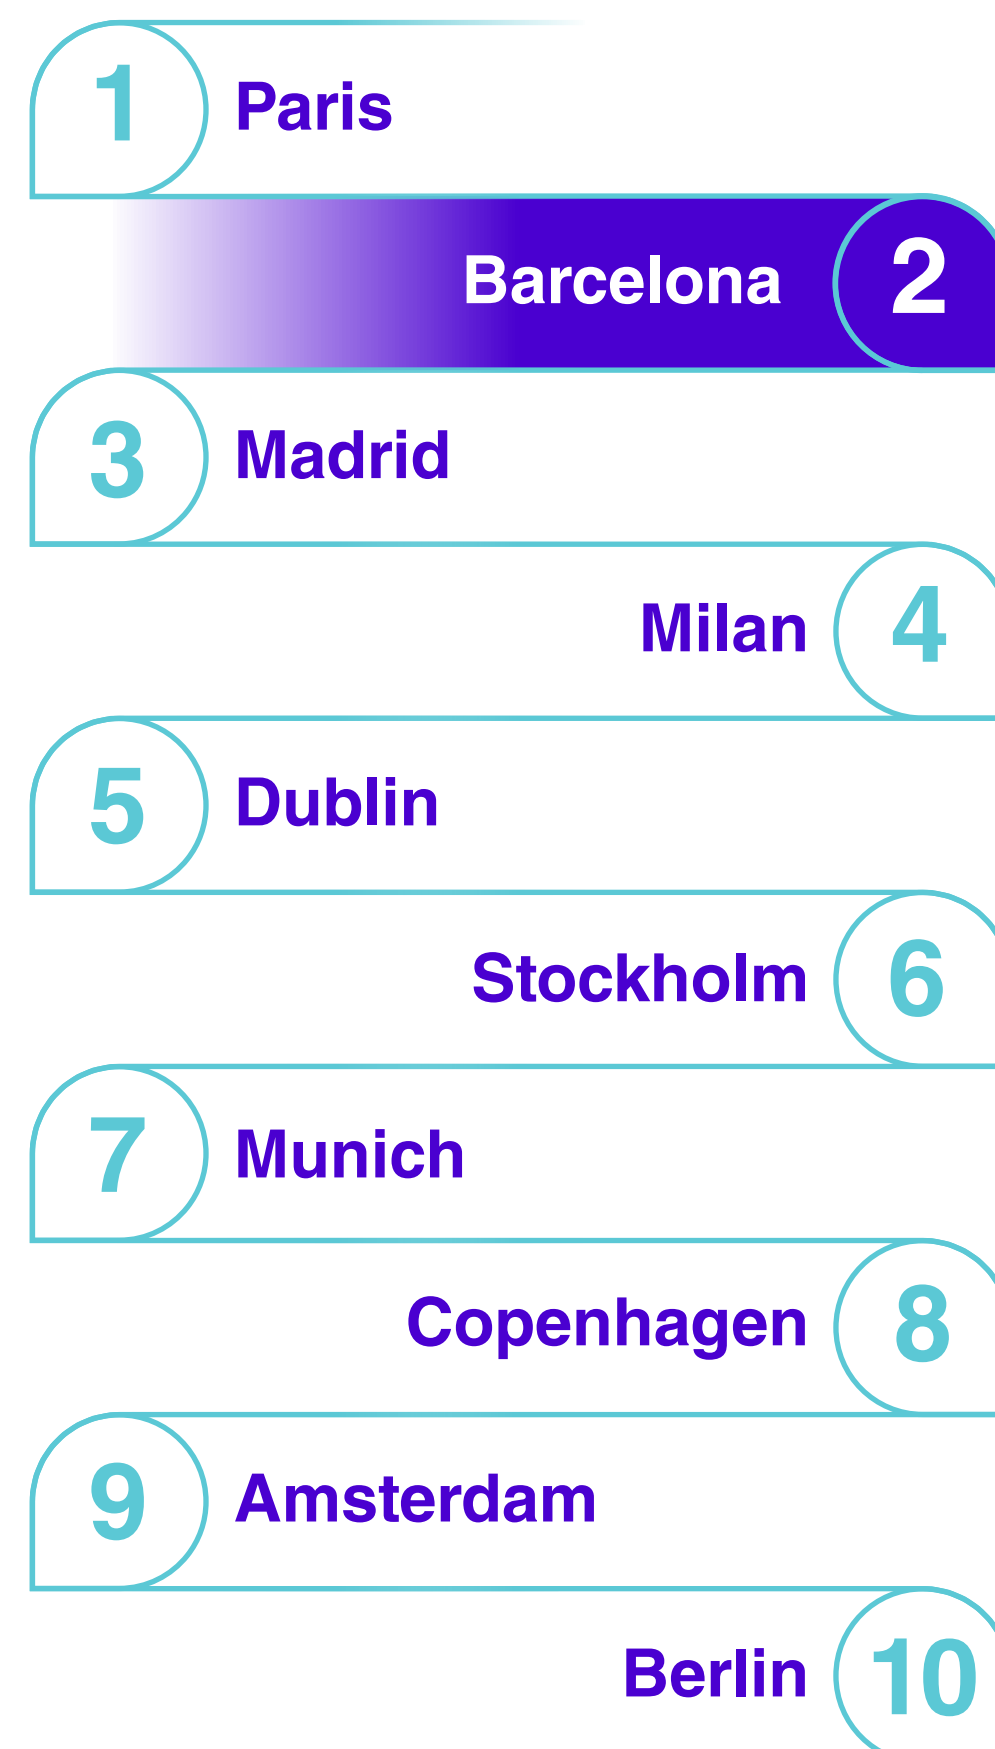 1 Paris
Barcelona 2
3 Madrid
Milan 4
5 Dublin
Stockholm 6
7 Munich
Copenhagen 8
9 Amsterdam
Berlin 10